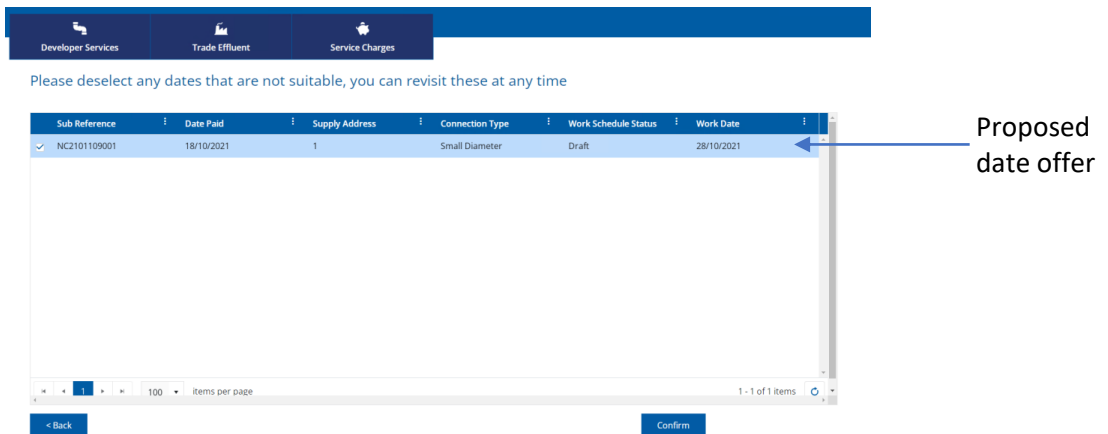 Developer Services Trade Effluent Service Charges
Please deselect any dates that are not suitable, you can revisit these at any time
Sub Reference Date Paid Supply Address Connection Type Work Schedule Status Work Date
NC2101109001 18/10/2021 1 Small Diameter Draft 28/10/2021
Proposed
date offer
1 100 items per page 1 - 1 of 1 items
< Back Confirm